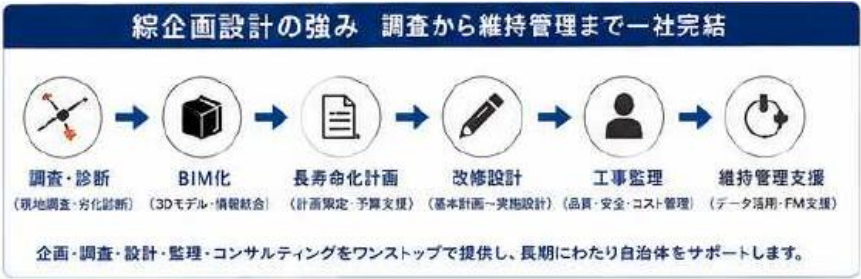 綜企画設計の強み 調査から維持管理まで一社完結
調査・診断
BIM化
長寿命化計画
改修設計
工事監理
維持管理支援
(現地調査・劣化診断)
(3Dモデル・情報統合)
(計画策定・予算支援)
(基本計画~実施設計)
(品質・安全・コスト管理)
(データ活用・FM支援)
企画・調査・設計・監理・コンサルティングをワンストップで提供し、長期にわたり自治体をサポートします。